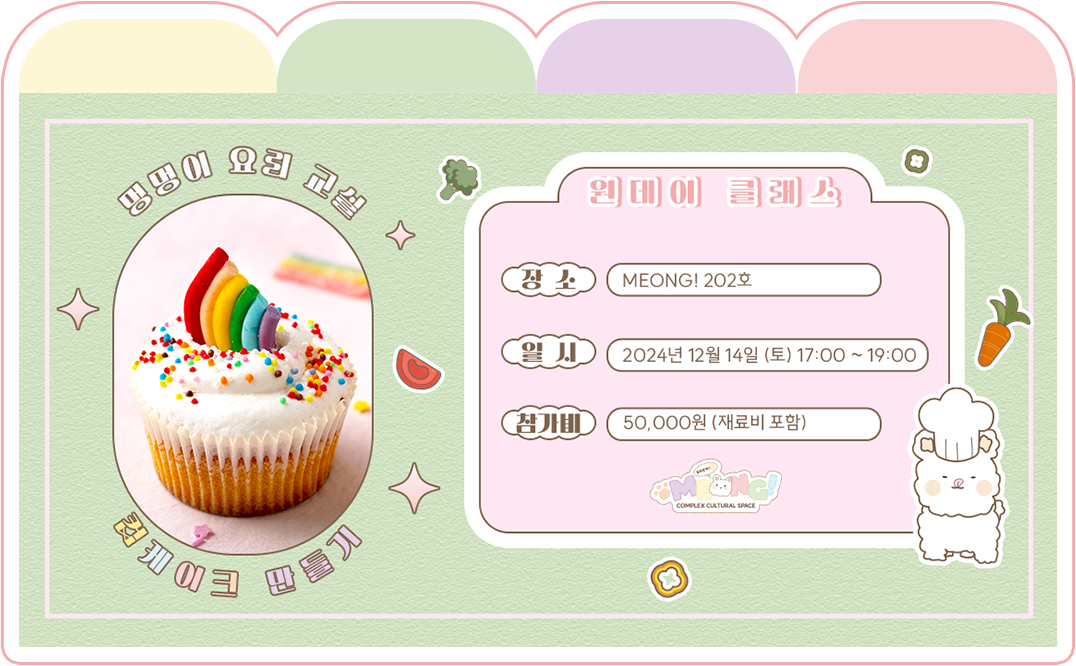 멍멍이 요리 교실
컵케이크 만들기
원데이 클래스
장 소
MEONG! 202호
일 시
2024년 12월 14일 (토) 17:00 ~ 19:00
참가비
50,000원 (재료비 포함)
MEONG!
COMPLEX CULTURAL SPACE